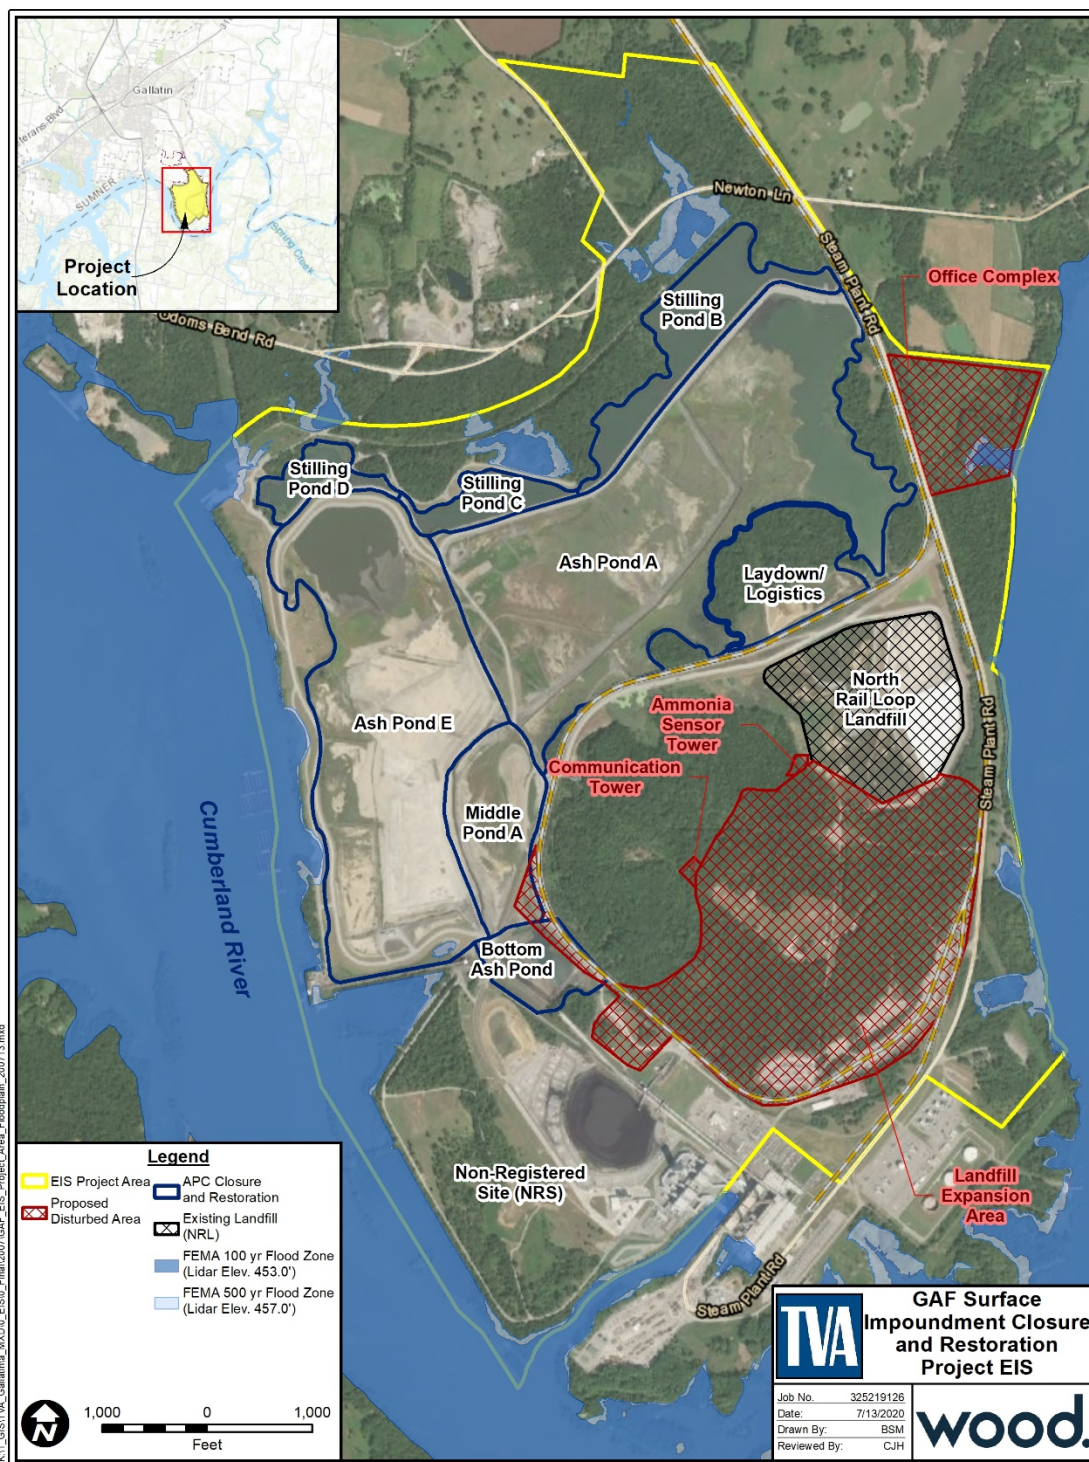 Gallatin
SUMNER
Spring Creek
Project
Location
Odoms Bend Rd
Newton Ln
Steam Plant Rd
Office Complex
Stilling
Pond B
Stilling
Pond D
Stilling
Pond C
Ash Pond A
Laydown/
Logistics
North
Rail Loop
Landfill
Ammonia
Sensor
Tower
Communication
Tower
Steam Plant Rd
Ash Pond E
Middle
Pond A
Cumberland River
Bottom
Ash Pond
Non-Registered
Site (NRS)
Landfill
Expansion
Area
Steam Plant Rd
Legend
EIS Project Area
Proposed
Disturbed Area
APC Closure
and Restoration
Existing Landfill
(NRL)
FEMA 100 yr Flood Zone
(Lidar Elev. 453.0')
FEMA 500 yr Flood Zone
(Lidar Elev. 457.0')
N
1,000 0 1,000
Feet
TVA
GAF Surface
Impoundment Closure
and Restoration
Project EIS
Job No. 325219126
Date: 7/13/2020
Drawn By: BSM
Reviewed By: CJH
wood.